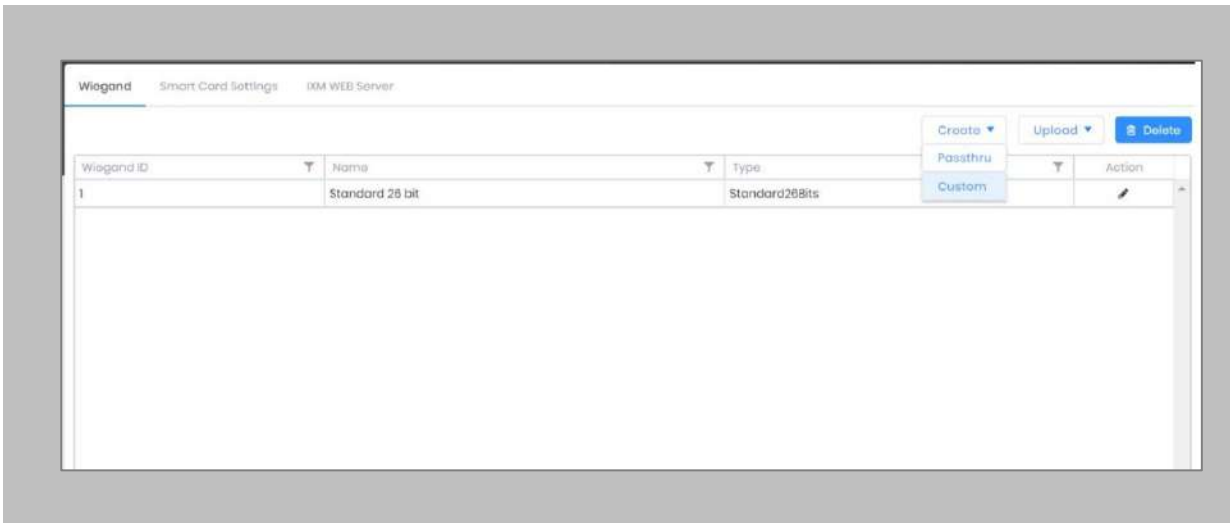 Wiegand Smart Card Settings IXM WEB Server
Create Upload Delete
Passthru
Custom
Wiegand ID Name Type Action
1 Standard 26 bit Standard26Bits